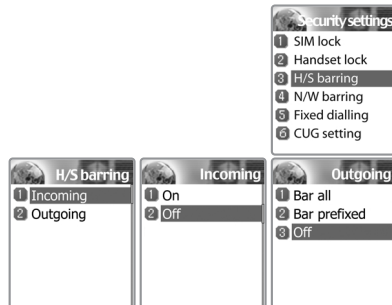 Security settings
1 SIM lock
2 Handset lock
3 H/S barring
4 N/W barring
5 Fixed dialling
6 CUG setting
H/S barring
1 Incoming
2 Outgoing
Incoming
1 On
2 Off
Outgoing
1 Bar all
2 Bar prefixed
3 Off